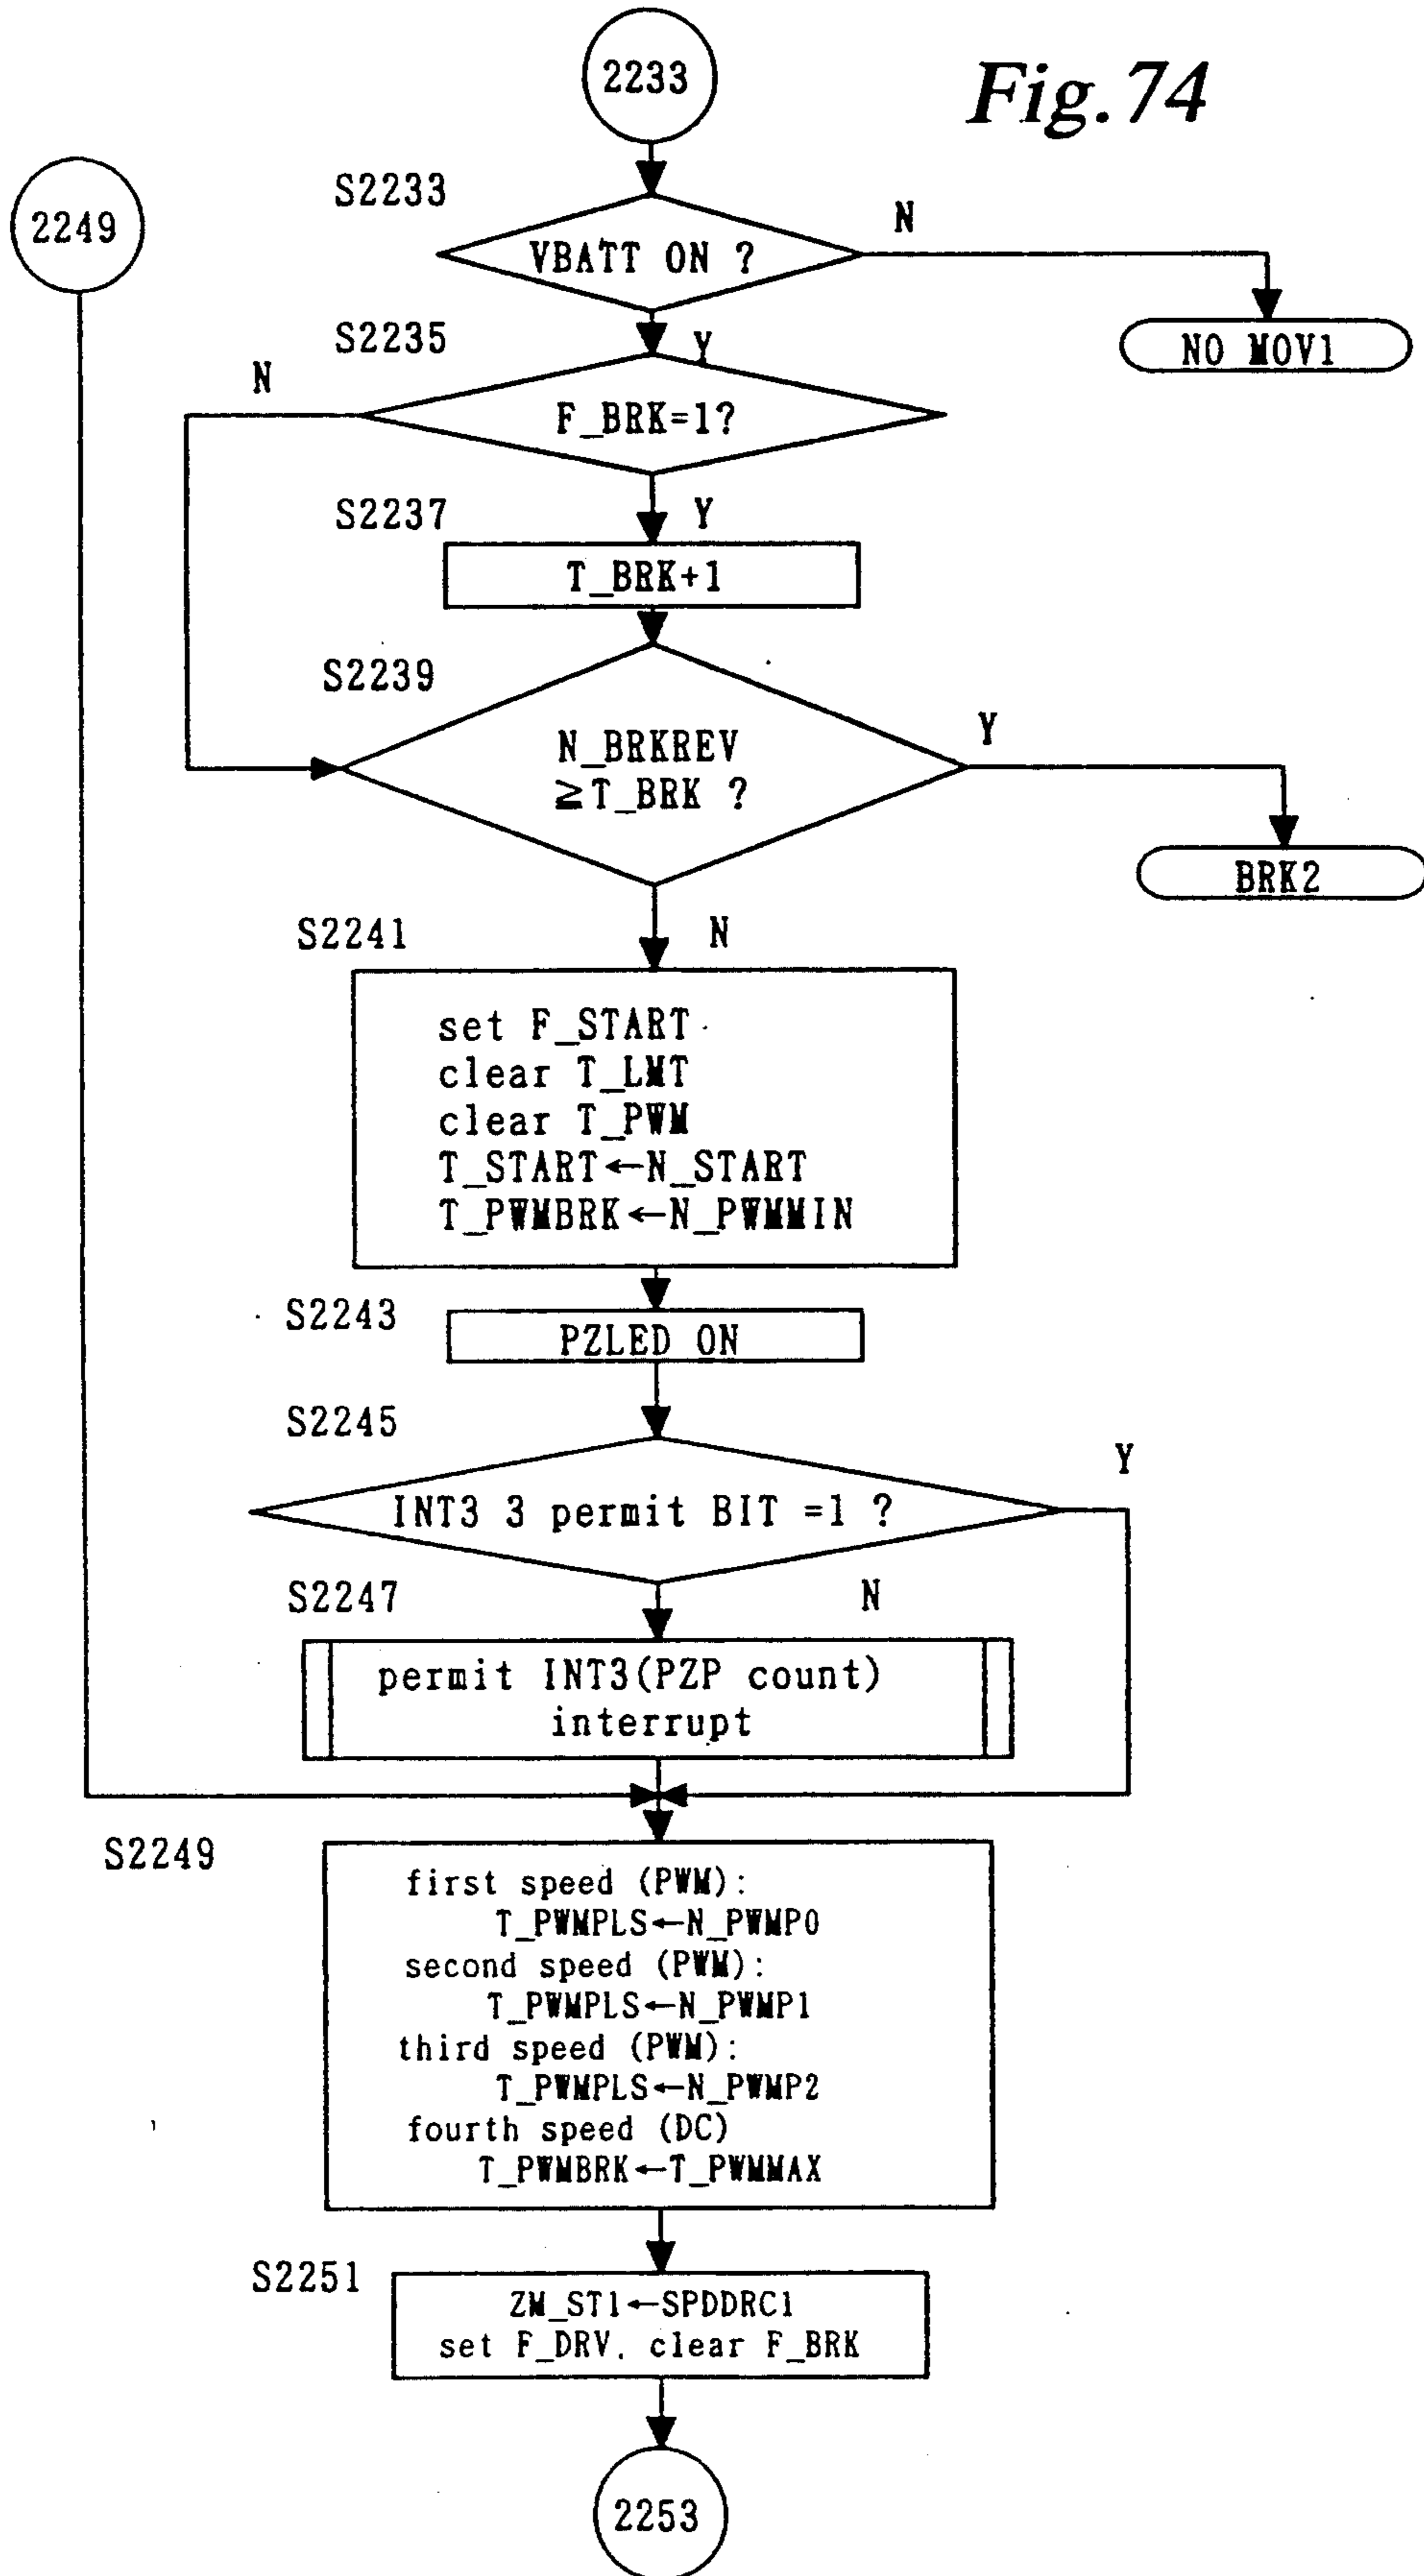 2233
Fig. 74
2249
S2233
N
VBATT ON ?
NO MOV1
S2235
Y
N
F_BRK=1?
S2237
Y
T_BRK+1
S2239
N_BRKREV
≧T_BRK ?
Y
BRK2
S2241
N
set F_START
clear T_LMT
clear T_PWM
T_START←N_START
T_PWMBRK←N_PWMMIN
S2243
PZLED ON
S2245
INT3 3 permit BIT =1 ?
Y
S2247
N
permit INT3(PZP count)
interrupt
S2249
first speed (PWM):
T_PWMPLS←N_PWMP0
second speed (PWM):
T_PWMPLS←N_PWMP1
third speed (PWM):
T_PWMPLS←N_PWMP2
fourth speed (DC)
T_PWMBRK←T_PWMMAX
S2251
ZM_ST1←SPDDRC1
set F_DRV, clear F_BRK
2253